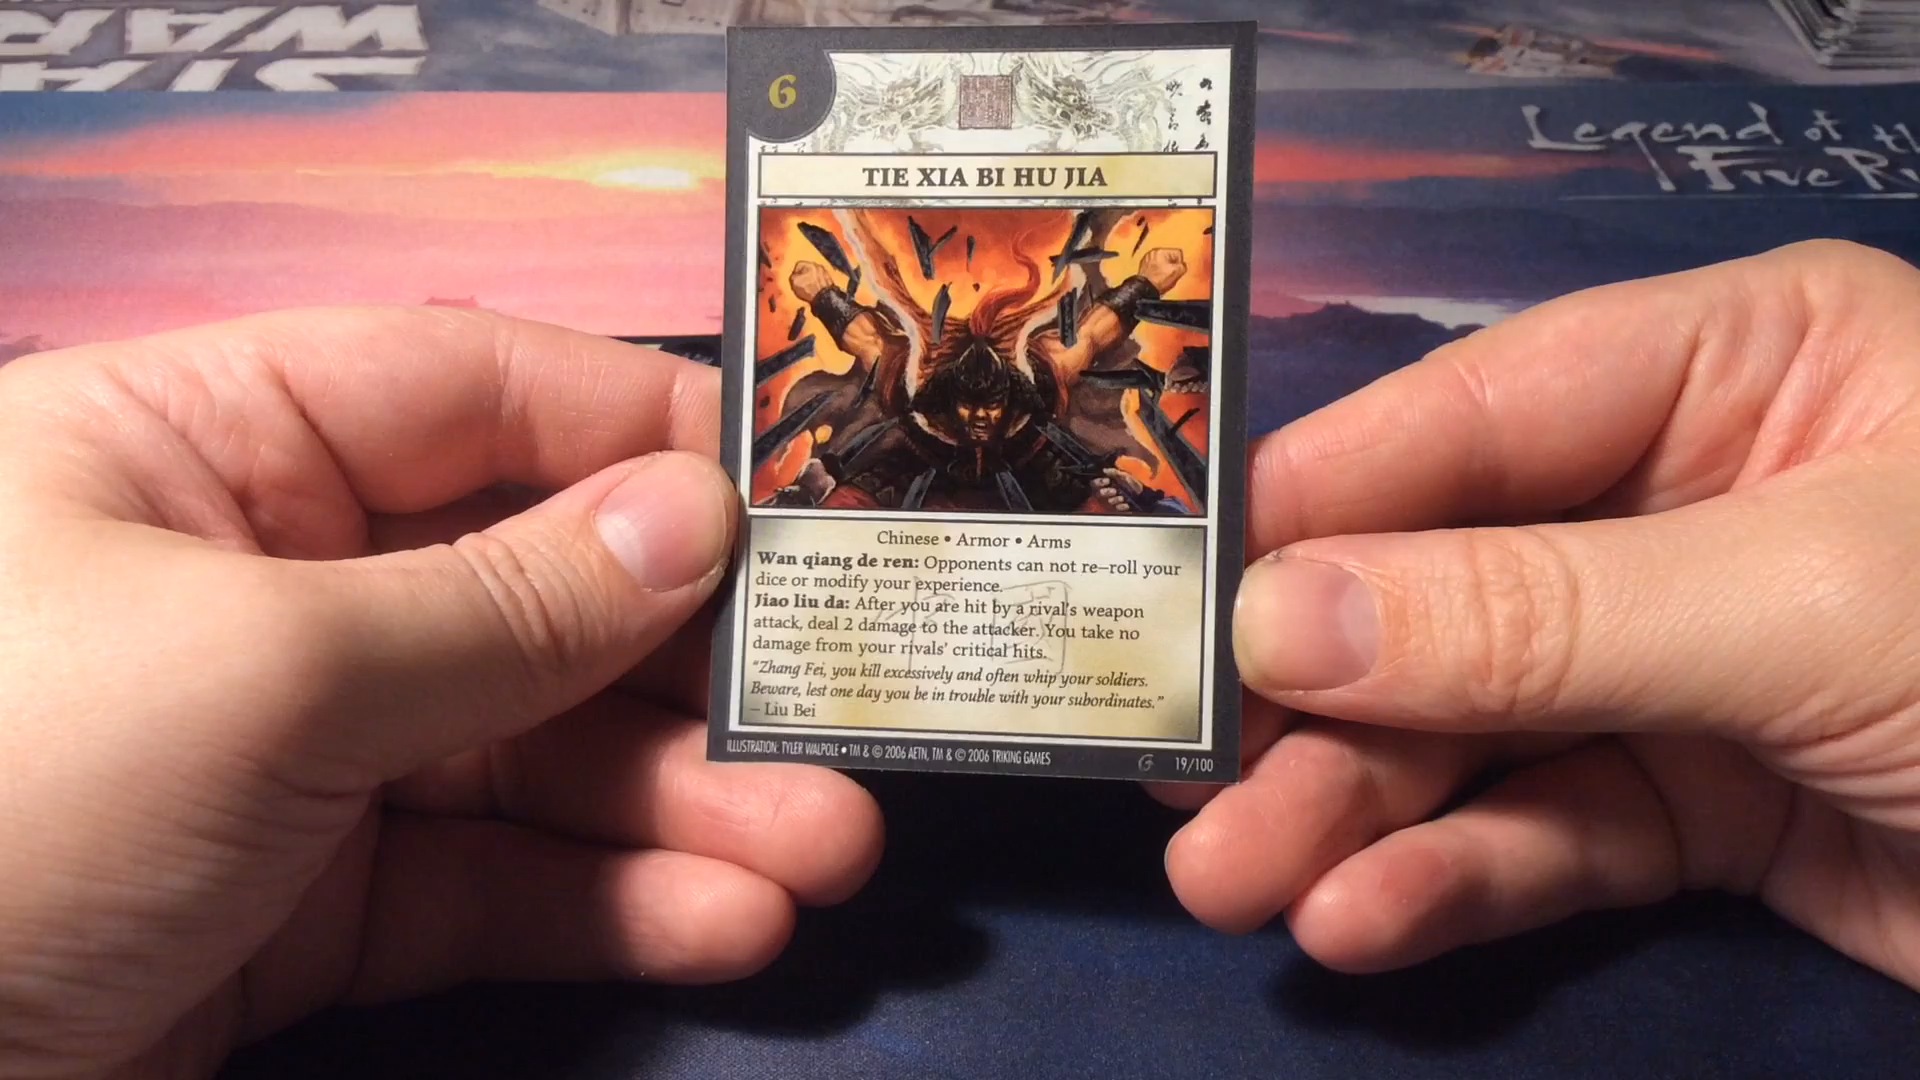 STAR
WAR
Legend of th
Five Ri
6
TIE XIA BI HU JIA
Chinese • Armor • Arms
Wan qiang de ren: Opponents can not re-roll your
dice or modify your experience.
Jiao liu da: After you are hit by a rival's weapon
attack, deal 2 damage to the attacker. You take no
damage from your rivals' critical hits.
"Zhang Fei, you kill excessively and often whip your soldiers.
Beware, lest one day you be in trouble with your subordinates."
– Liu Bei
ILLUSTRATION: TYLER WALPOLE • TM & © 2006 AETN, TM & © 2006 TRIKING GAMES
19/100